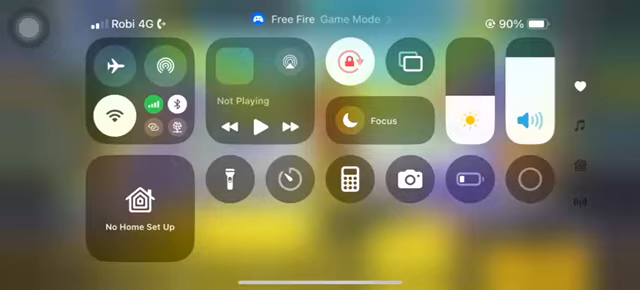 Robi 4G
Free Fire Game Mode
90%
Not Playing
Focus
No Home Set Up